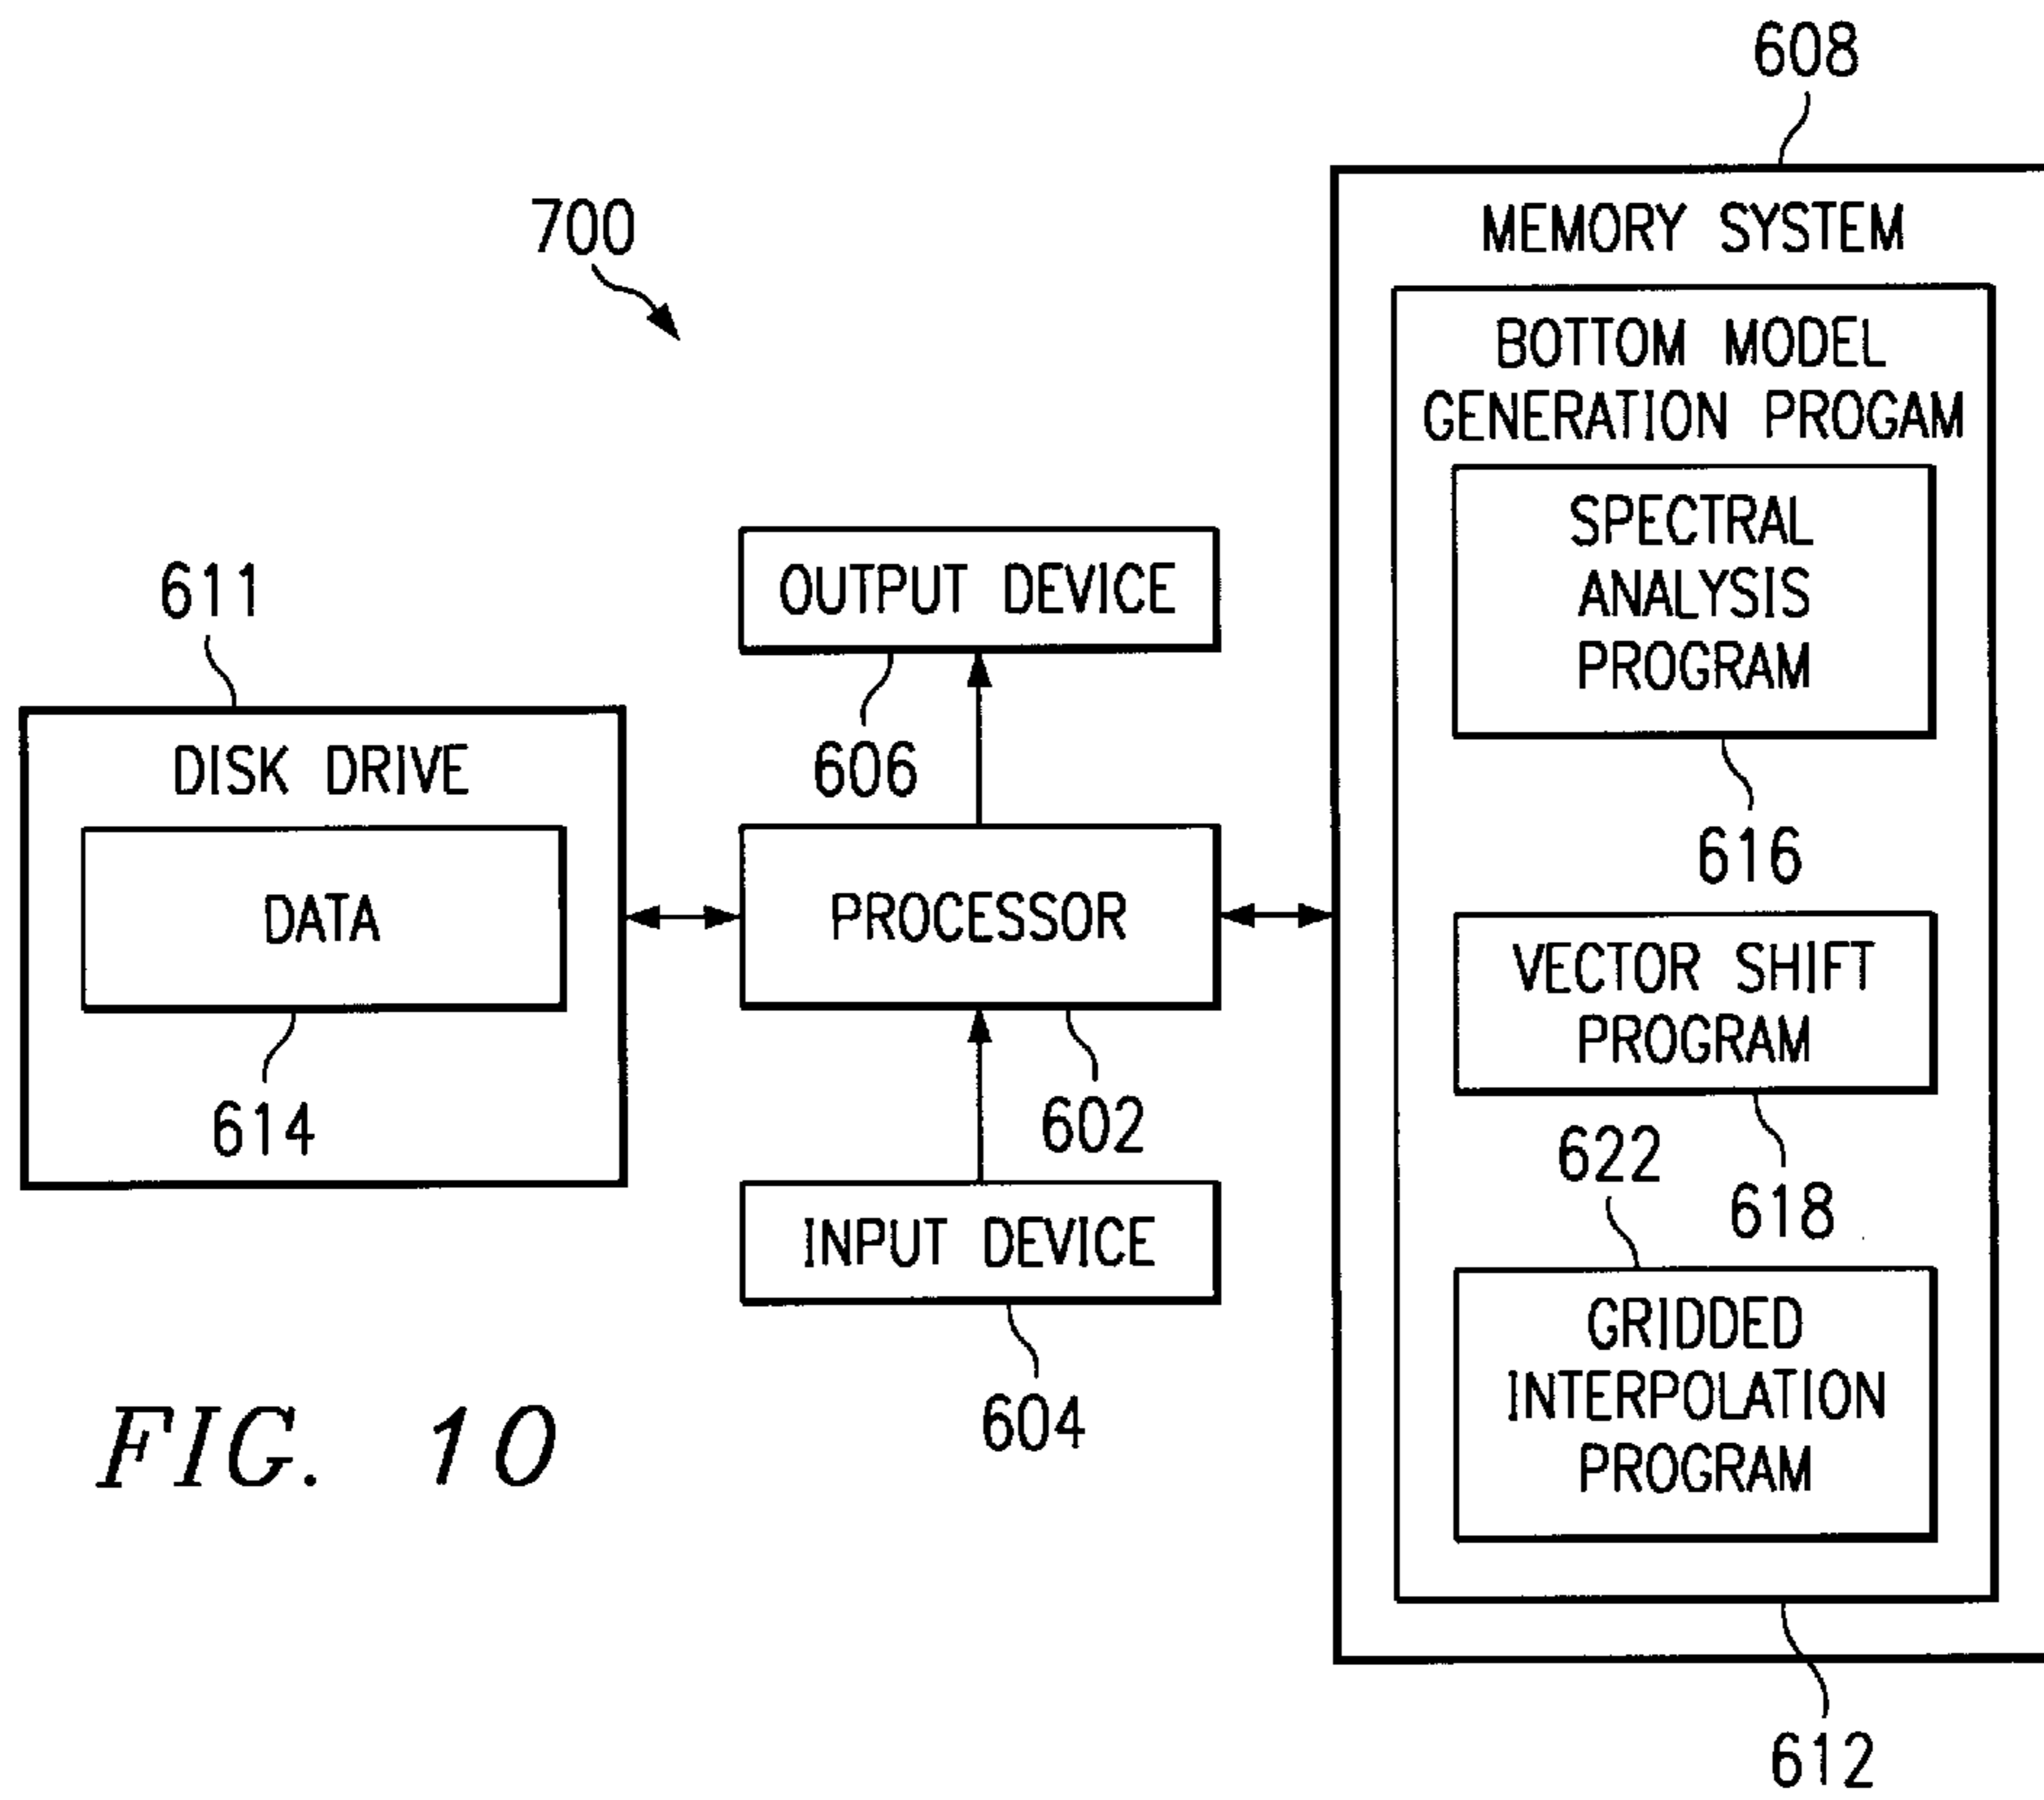 608
700
MEMORY SYSTEM
BOTTOM MODEL
GENERATION PROGAM
SPECTRAL
ANALYSIS
PROGRAM
616
VECTOR SHIFT
PROGRAM
618
622
GRIDDED
INTERPOLATION
PROGRAM
612
611
DISK DRIVE
DATA
614
OUTPUT DEVICE
606
PROCESSOR
602
INPUT DEVICE
604
FIG. 10